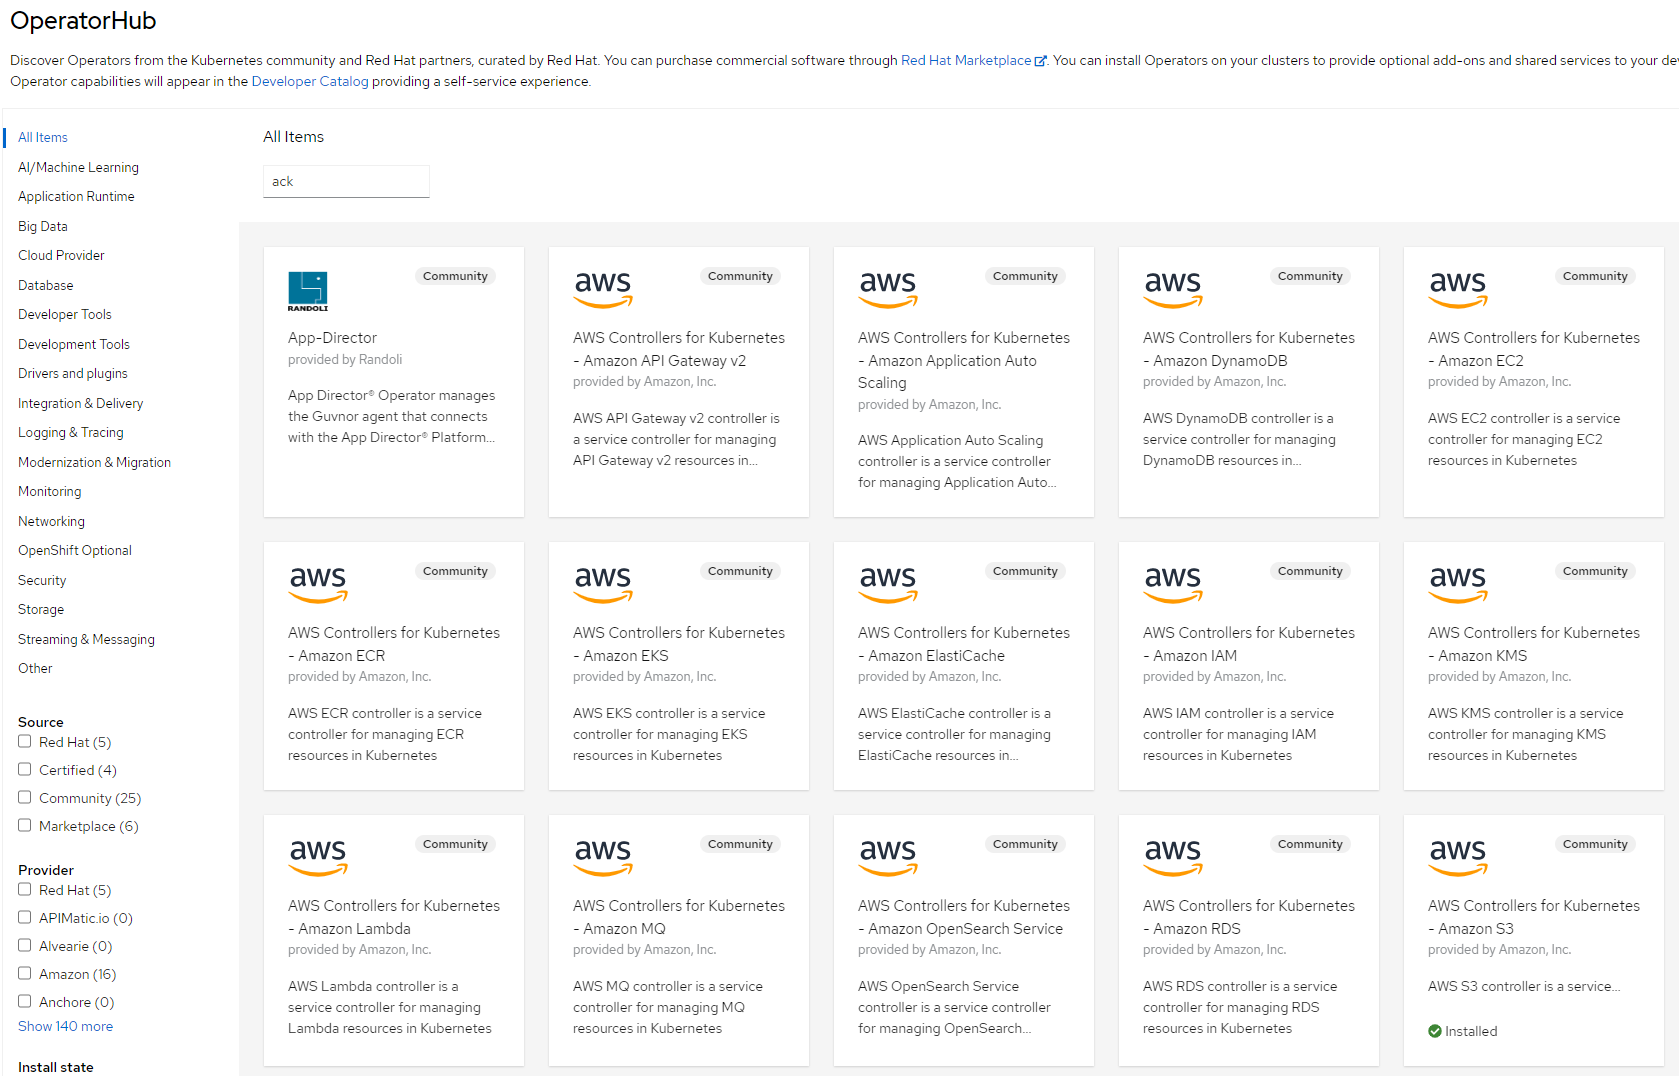 OperatorHub
Discover Operators from the Kubernetes community and Red Hat partners, curated by Red Hat. You can purchase commercial software through Red Hat Marketplace. You can install Operators on your clusters to provide optional add-ons and shared services to your
Operator capabilities will appear in the Developer Catalog providing a self-service experience.
All Items
AI/Machine Learning
Application Runtime
Big Data
Cloud Provider
Database
Developer Tools
Development Tools
Drivers and plugins
Integration & Delivery
Logging & Tracing
Modernization & Migration
Monitoring
Networking
OpenShift Optional
Security
Storage
Streaming & Messaging
Other
Source
Red Hat (5)
Certified (4)
Community (25)
Marketplace (6)
Provider
Red Hat (5)
APIMatic.io (0)
Alvearie (0)
Amazon (16)
Anchore (0)
Show 140 more
Install state
All Items
ack
RANDOLI
Community
App-Director
provided by Randoli
App Director® Operator manages
the Guvnor agent that connects
with the App Director® Platform...
aws
Community
AWS Controllers for Kubernetes
- Amazon API Gateway v2
provided by Amazon, Inc.
AWS API Gateway v2 controller is
a service controller for managing
API Gateway v2 resources in...
aws
Community
AWS Controllers for Kubernetes
- Amazon Application Auto
Scaling
provided by Amazon, Inc.
AWS Application Auto Scaling
controller is a service controller
for managing Application Auto...
aws
Community
AWS Controllers for Kubernetes
- Amazon DynamoDB
provided by Amazon, Inc.
AWS DynamoDB controller is a
service controller for managing
DynamoDB resources in...
aws
Community
AWS Controllers for Kubernetes
- Amazon EC2
provided by Amazon, Inc.
AWS EC2 controller is a service
controller for managing EC2
resources in Kubernetes
aws
Community
AWS Controllers for Kubernetes
- Amazon ECR
provided by Amazon, Inc.
AWS ECR controller is a service
controller for managing ECR
resources in Kubernetes
aws
Community
AWS Controllers for Kubernetes
- Amazon EKS
provided by Amazon, Inc.
AWS EKS controller is a service
controller for managing EKS
resources in Kubernetes
aws
Community
AWS Controllers for Kubernetes
- Amazon ElastiCache
provided by Amazon, Inc.
AWS ElastiCache controller is a
service controller for managing
ElastiCache resources in...
aws
Community
AWS Controllers for Kubernetes
- Amazon IAM
provided by Amazon, Inc.
AWS IAM controller is a service
controller for managing IAM
resources in Kubernetes
aws
Community
AWS Controllers for Kubernetes
- Amazon KMS
provided by Amazon, Inc.
AWS KMS controller is a service
controller for managing KMS
resources in Kubernetes
aws
Community
AWS Controllers for Kubernetes
- Amazon Lambda
provided by Amazon, Inc.
AWS Lambda controller is a
service controller for managing
Lambda resources in Kubernetes
aws
Community
AWS Controllers for Kubernetes
- Amazon MQ
provided by Amazon, Inc.
AWS MQ controller is a service
controller for managing MQ
resources in Kubernetes
aws
Community
AWS Controllers for Kubernetes
- Amazon OpenSearch Service
provided by Amazon, Inc.
AWS OpenSearch Service
controller is a service controller
for managing OpenSearch...
aws
Community
AWS Controllers for Kubernetes
- Amazon RDS
provided by Amazon, Inc.
AWS RDS controller is a service
controller for managing RDS
resources in Kubernetes
aws
Community
AWS Controllers for Kubernetes
- Amazon S3
provided by Amazon, Inc.
AWS S3 controller is a service...
Installed